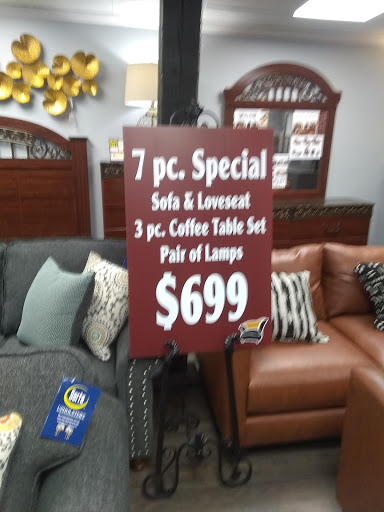 7 pc. Special
Sofa & Loveseat
3 pc. Coffee Table Set
Pair of Lamps
$699